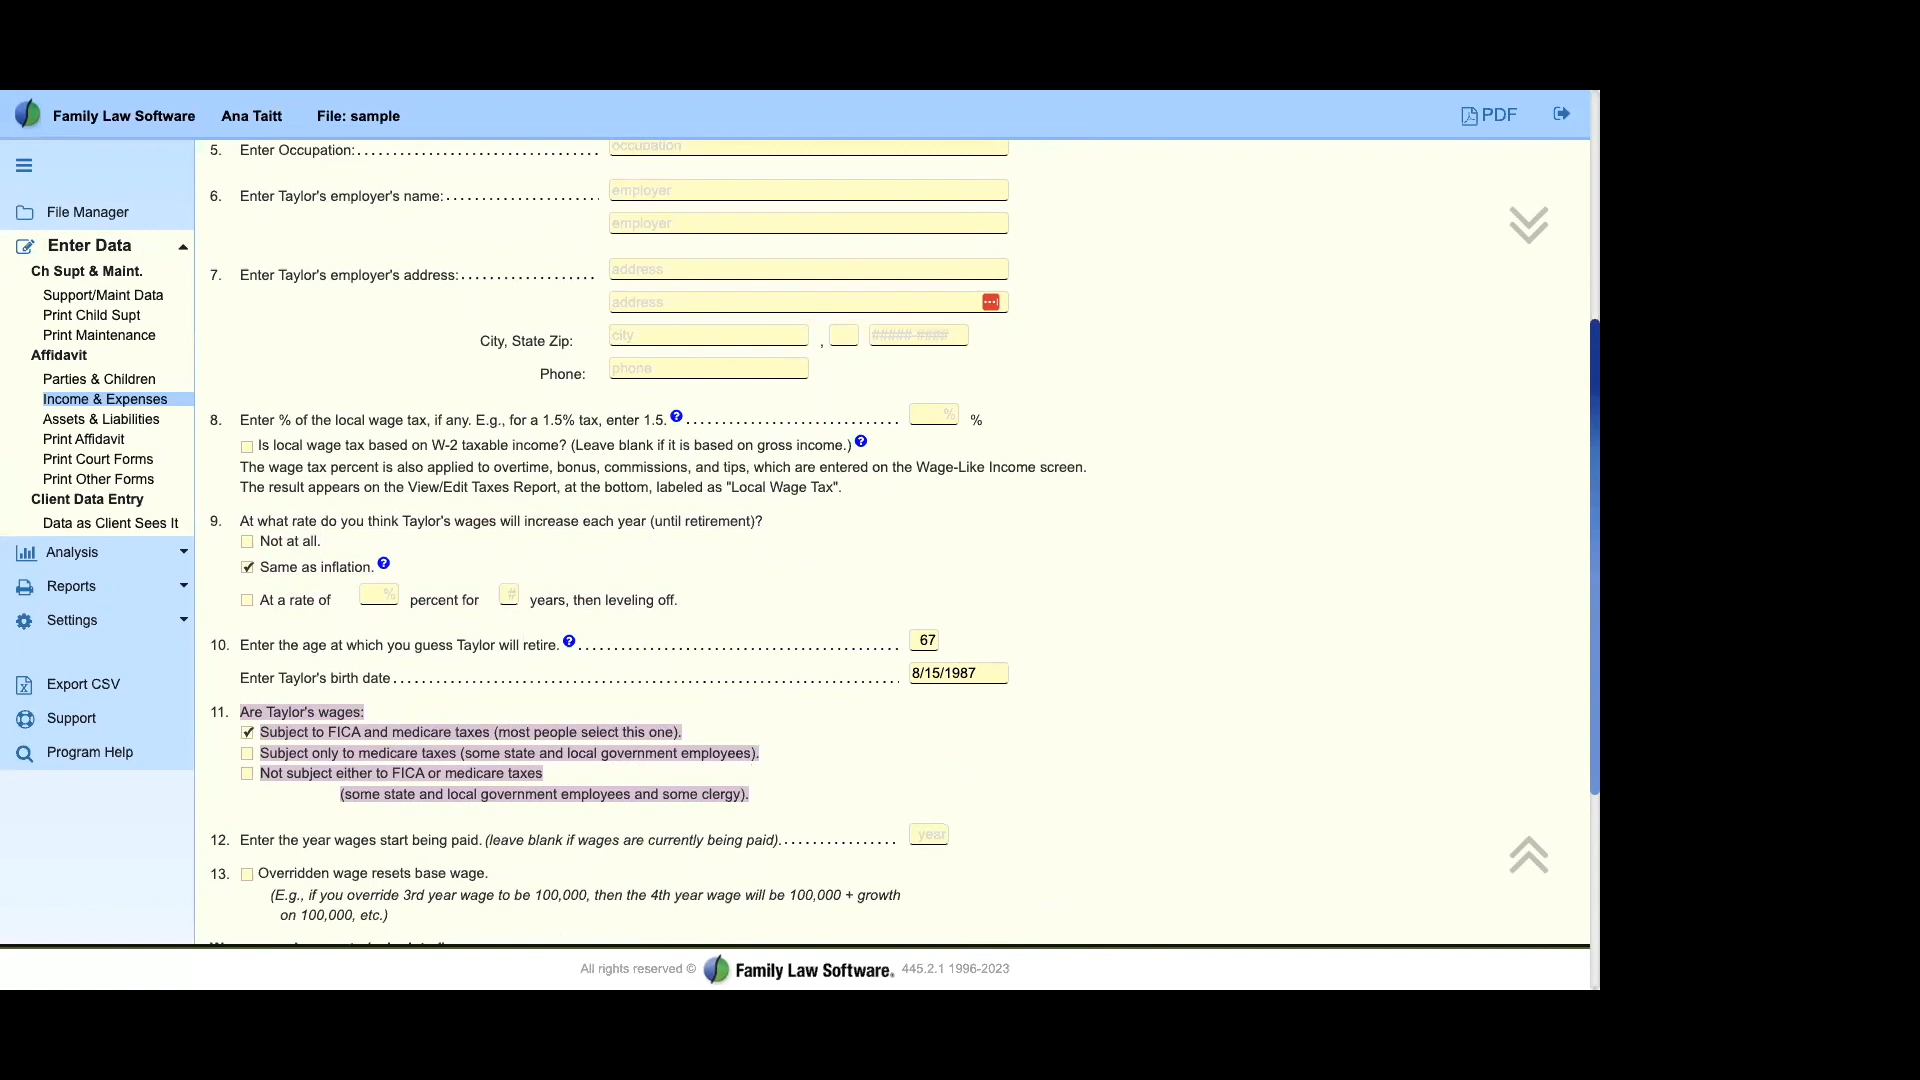 Family Law Software Ana Taitt File: sample PDF
File Manager
Enter Data
Ch Supt & Maint.
Support/Maint Data
Print Child Supt
Print Maintenance
Affidavit
Parties & Children
Income & Expenses
Assets & Liabilities
Print Affidavit
Print Court Forms
Print Other Forms
Client Data Entry
Data as Client Sees It
Analysis
Reports
Settings
Export CSV
Support
Program Help
5. Enter Occupation:.................................. occupation
6. Enter Taylor's employer's name:...................... employer
employer
7. Enter Taylor's employer's address:................... address
address
City, State Zip: city , #####-####
Phone: phone
8. Enter % of the local wage tax, if any. E.g., for a 1.5% tax, enter 1.5. ? ............................ % %
Is local wage tax based on W-2 taxable income? (Leave blank if it is based on gross income.) ?
The wage tax percent is also applied to overtime, bonus, commissions, and tips, which are entered on the Wage-Like Income screen.
The result appears on the View/Edit Taxes Report, at the bottom, labeled as "Local Wage Tax".
9. At what rate do you think Taylor's wages will increase each year (until retirement)?
Not at all.
Same as inflation. ?
At a rate of % percent for # years, then leveling off.
10. Enter the age at which you guess Taylor will retire. ? .......................................... 67
Enter Taylor's birth date................................................................... 8/15/1987
11. Are Taylor's wages:
Subject to FICA and medicare taxes (most people select this one).
Subject only to medicare taxes (some state and local government employees).
Not subject either to FICA or medicare taxes
(some state and local government employees and some clergy).
12. Enter the year wages start being paid. (leave blank if wages are currently being paid)............... year
13. Overridden wage resets base wage.
(E.g., if you override 3rd year wage to be 100,000, then the 4th year wage will be 100,000 + growth
on 100,000, etc.)
All rights reserved © Family Law Software. 445.2.1 1996-2023